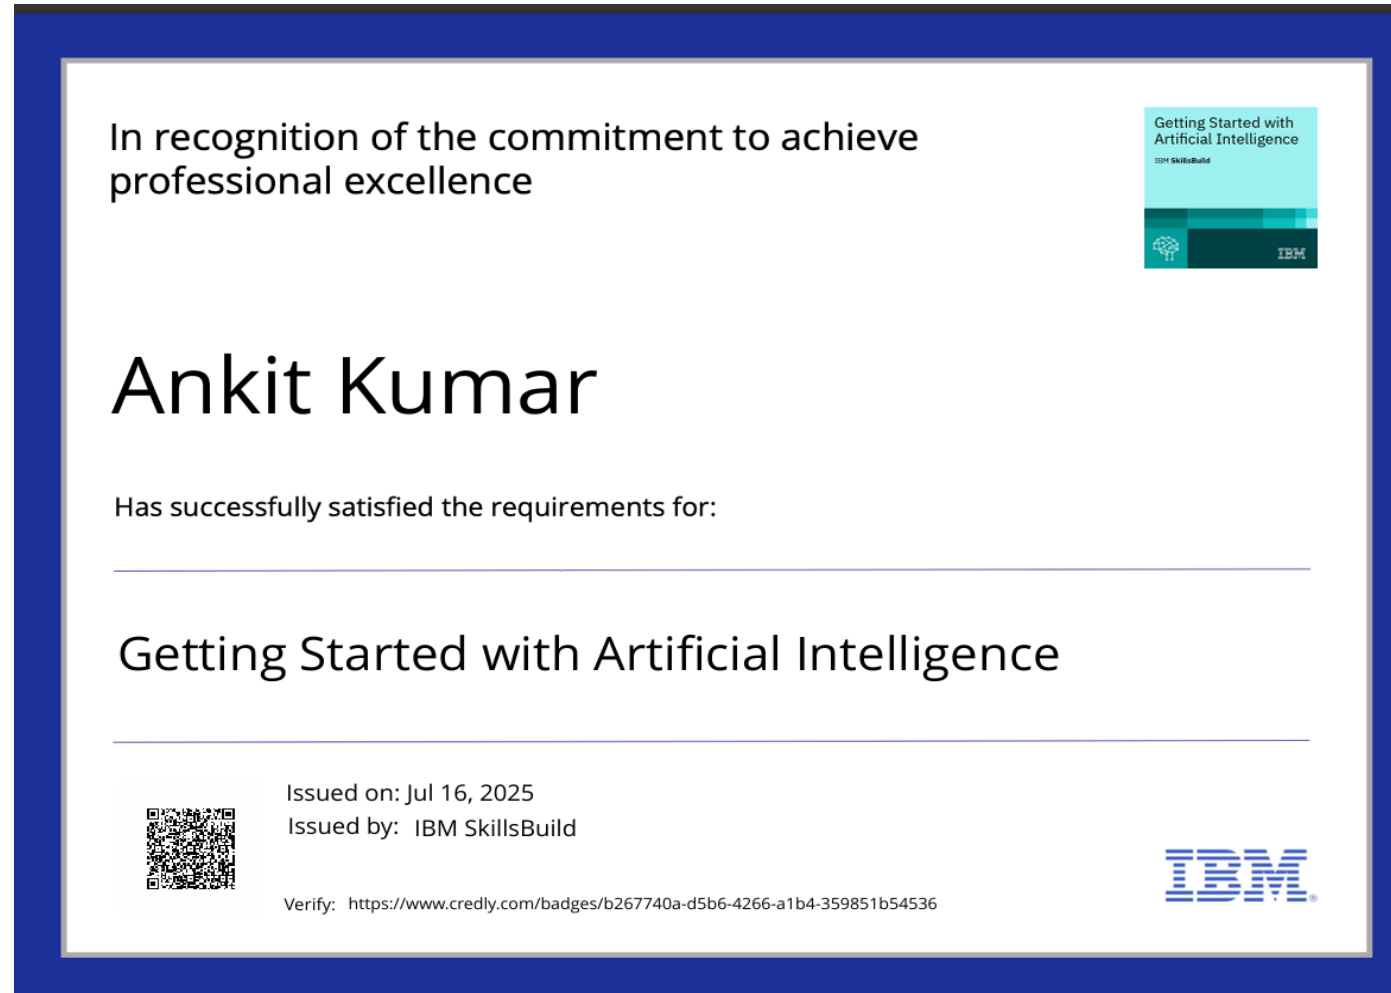 In recognition of the commitment to achieve
professional excellence
Getting Started with
Artificial Intelligence
IBM SkillsBuild
IBM
Ankit Kumar
Has successfully satisfied the requirements for:
Getting Started with Artificial Intelligence
Issued on: Jul 16, 2025
Issued by: IBM SkillsBuild
IBM®
Verify: https://www.credly.com/badges/b267740a-d5b6-4266-a1b4-359851b54536